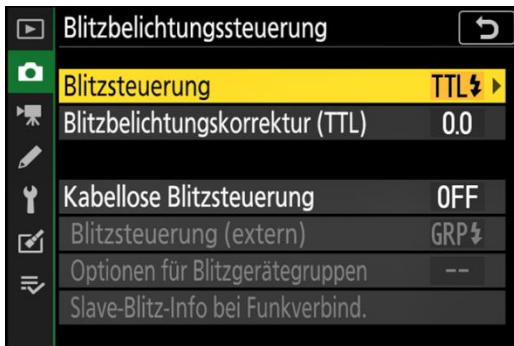 Blitzbelichtungssteuerung
Blitzsteuerung TTL
Blitzbelichtungskorrektur (TTL) 0.0
Kabellose Blitzsteuerung OFF
Blitzsteuerung (extern) GRP
Optionen für Blitzgerätegruppen --
Slave-Blitz-Info bei Funkverbind.